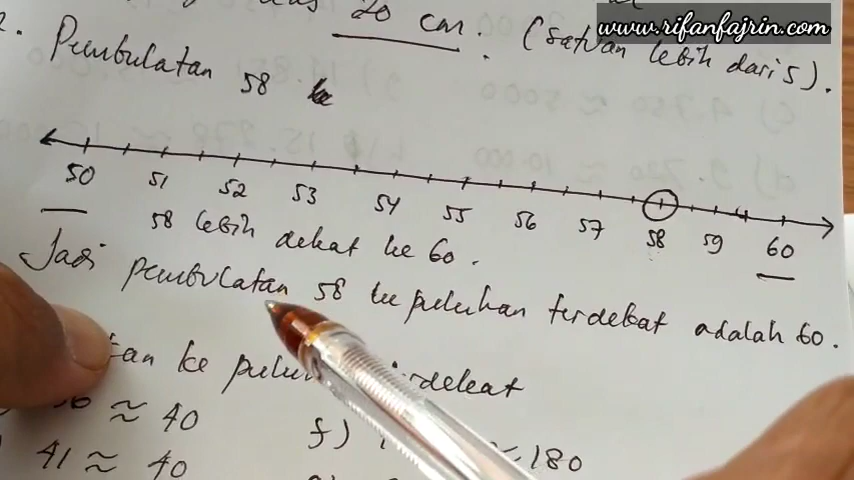 20 cm. (satuan lebih dari 5).
www.rifanfajrin.com
2. Pembulatan 58 ke
50 51 52 53 54 55 56 57 58 59 60
58 lebih dekat ke 60.
Jadi pembulatan 58 ke puluhan terdekat adalah 60.
ke
≈ 40
f) ≈ 180
41 ≈ 40